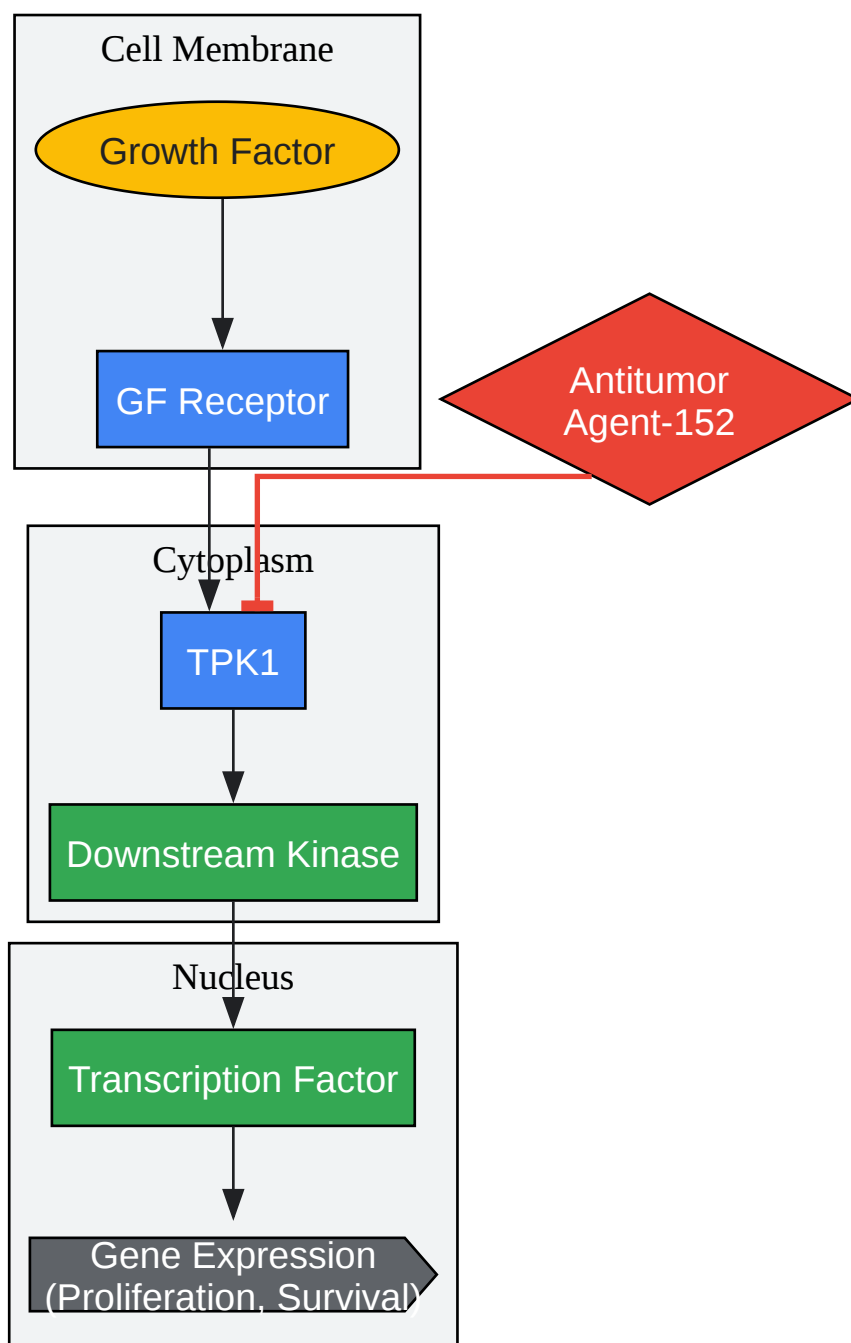 Cell Membrane
Growth Factor
GF Receptor
Antitumor
Agent-152
Cytoplasm
TPK1
Downstream Kinase
Nucleus
Transcription Factor
Gene Expression
(Proliferation, Survival)